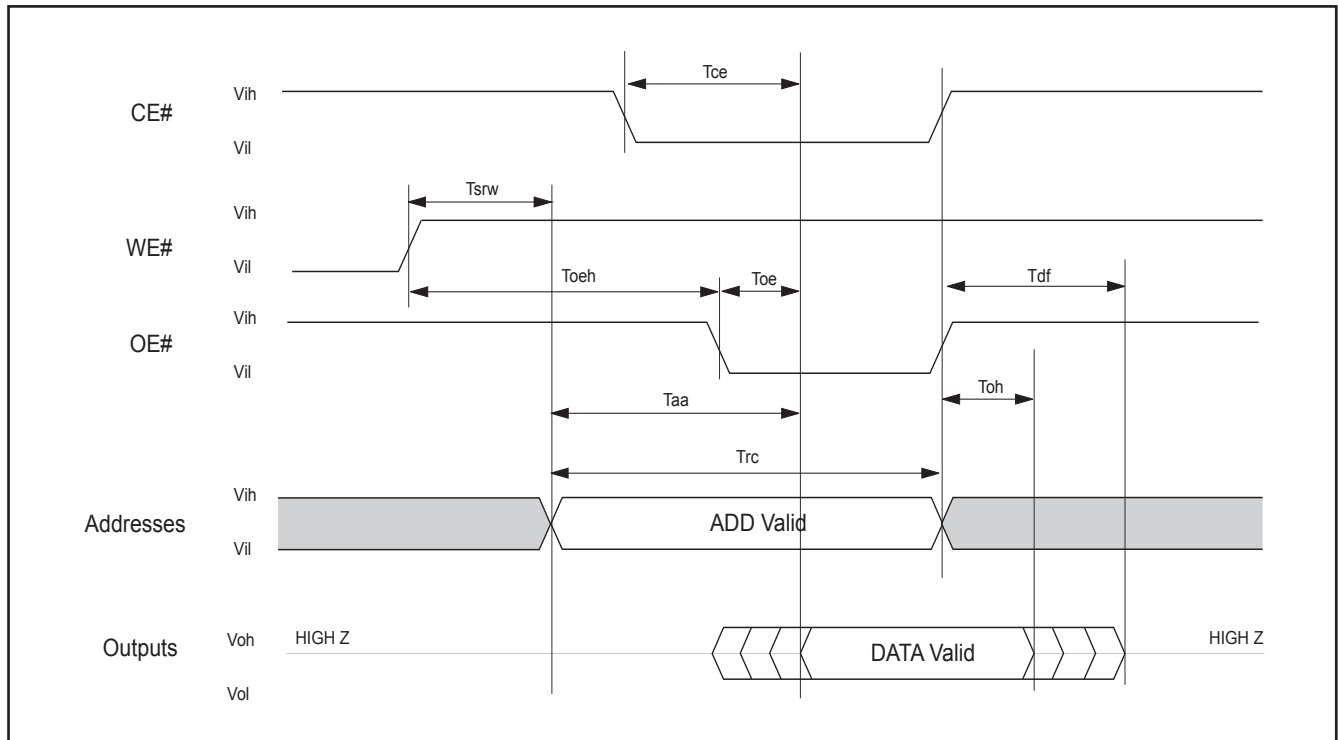 Tce
CE#
Vih
Vil
Tsrw
WE#
Vih
Vil
Toeh
Toe
Tdf
OE#
Vih
Vil
Taa
Toh
Trc
Addresses
Vih
Vil
ADD Valid
Outputs
Voh
Vol
HIGH Z
DATA Valid
HIGH Z